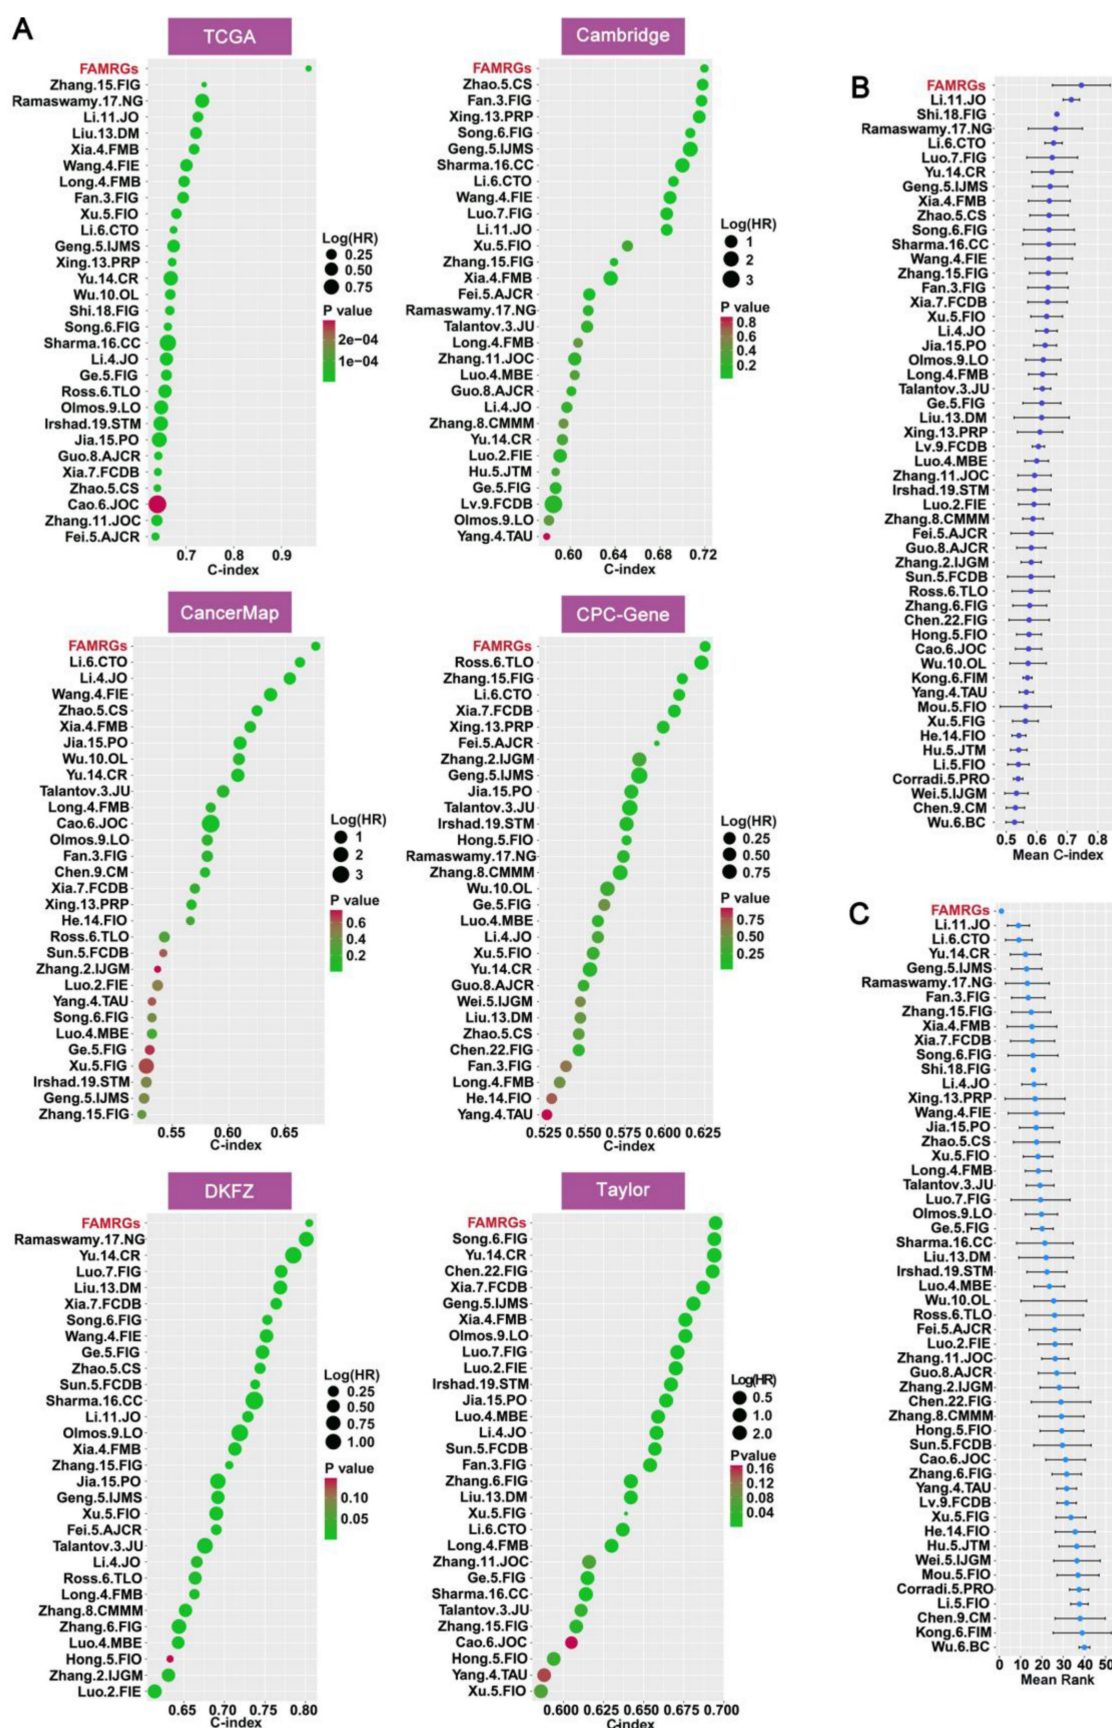 A
TCGA
FAMRGs
Zhang.15.FIG
Ramaswamy.17.NG
Li.11.JO
Liu.13.DM
Xia.4.FMB
Wang.4.FIE
Long.4.FMB
Fan.3.FIG
Xu.5.FIO
Li.6.CTO
Geng.5.IJMS
Xing.13.PRP
Yu.14.CR
Wu.10.OL
Shi.18.FIG
Song.6.FIG
Sharma.16.CC
Li.4.JO
Ge.5.FIG
Ross.6.TLO
Olmos.9.LO
Irshad.19.STM
Jia.15.PO
Guo.8.AJCR
Xia.7.FCDB
Zhao.5.CS
Cao.6.JOC
Zhang.11.JOC
Fei.5.AJCR
0.7 0.8 0.9
C-index
Log(HR)
0.25
0.50
0.75
P value
2e-04
1e-04
Cambridge
FAMRGs
Zhao.5.CS
Fan.3.FIG
Xing.13.PRP
Song.6.FIG
Geng.5.IJMS
Sharma.16.CC
Li.6.CTO
Wang.4.FIE
Luo.7.FIG
Li.11.JO
Xu.5.FIO
Zhang.15.FIG
Xia.4.FMB
Fei.5.AJCR
Ramaswamy.17.NG
Talantov.3.JU
Long.4.FMB
Zhang.11.JOC
Luo.4.MBE
Guo.8.AJCR
Li.4.JO
Zhang.8.CMMM
Yu.14.CR
Luo.2.FIE
Hu.5.JTM
Ge.5.FIG
Lv.9.FCDB
Olmos.9.LO
Yang.4.TAU
0.60 0.64 0.68 0.72
C-index
Log(HR)
1
2
3
P value
0.8
0.6
0.4
0.2
CancerMap
FAMRGs
Li.6.CTO
Li.4.JO
Wang.4.FIE
Zhao.5.CS
Xia.4.FMB
Jia.15.PO
Wu.10.OL
Yu.14.CR
Talantov.3.JU
Long.4.FMB
Cao.6.JOC
Olmos.9.LO
Fan.3.FIG
Chen.9.CM
Xia.7.FCDB
Xing.13.PRP
He.14.FIO
Ross.6.TLO
Sun.5.FCDB
Zhang.2.IJGM
Luo.2.FIE
Yang.4.TAU
Song.6.FIG
Luo.4.MBE
Ge.5.FIG
Xu.5.FIG
Irshad.19.STM
Geng.5.IJMS
Zhang.15.FIG
0.55 0.60 0.65
C-index
Log(HR)
1
2
3
P value
0.6
0.4
0.2
CPC-Gene
FAMRGs
Ross.6.TLO
Zhang.15.FIG
Li.6.CTO
Xia.7.FCDB
Xing.13.PRP
Fei.5.AJCR
Zhang.2.IJGM
Geng.5.IJMS
Jia.15.PO
Talantov.3.JU
Irshad.19.STM
Hong.5.FIO
Ramaswamy.17.NG
Zhang.8.CMMM
Wu.10.OL
Ge.5.FIG
Luo.4.MBE
Li.4.JO
Xu.5.FIO
Yu.14.CR
Guo.8.AJCR
Wei.5.IJGM
Liu.13.DM
Zhao.5.CS
Chen.22.FIG
Fan.3.FIG
Long.4.FMB
He.14.FIO
Yang.4.TAU
0.525 0.550 0.575 0.600 0.625
C-index
Log(HR)
0.25
0.50
0.75
P value
0.75
0.50
0.25
DKFZ
FAMRGs
Ramaswamy.17.NG
Yu.14.CR
Luo.7.FIG
Liu.13.DM
Xia.7.FCDB
Song.6.FIG
Wang.4.FIE
Ge.5.FIG
Zhao.5.CS
Sun.5.FCDB
Sharma.16.CC
Li.11.JO
Olmos.9.LO
Xia.4.FMB
Zhang.15.FIG
Jia.15.PO
Geng.5.IJMS
Xu.5.FIO
Fei.5.AJCR
Talantov.3.JU
Li.4.JO
Ross.6.TLO
Long.4.FMB
Zhang.8.CMMM
Zhang.6.FIG
Luo.4.MBE
Hong.5.FIO
Zhang.2.IJGM
Luo.2.FIE
0.65 0.70 0.75 0.80
C-index
Log(HR)
0.25
0.50
0.75
1.00
P value
0.10
0.05
Taylor
FAMRGs
Song.6.FIG
Yu.14.CR
Chen.22.FIG
Xia.7.FCDB
Geng.5.IJMS
Xia.4.FMB
Olmos.9.LO
Luo.7.FIG
Luo.2.FIE
Irshad.19.STM
Jia.15.PO
Luo.4.MBE
Li.4.JO
Sun.5.FCDB
Fan.3.FIG
Zhang.6.FIG
Liu.13.DM
Xu.5.FIG
Li.6.CTO
Long.4.FMB
Zhang.11.JOC
Ge.5.FIG
Sharma.16.CC
Talantov.3.JU
Zhang.15.FIG
Cao.6.JOC
Hong.5.FIO
Yang.4.TAU
Xu.5.FIO
0.600 0.625 0.650 0.675 0.700
C-index
Log(HR)
0.5
1.0
2.0
Pvalue
0.16
0.12
0.08
0.04
B
FAMRGs
Li.11.JO
Shi.18.FIG
Ramaswamy.17.NG
Li.6.CTO
Luo.7.FIG
Yu.14.CR
Geng.5.IJMS
Xia.4.FMB
Zhao.5.CS
Song.6.FIG
Sharma.16.CC
Wang.4.FIE
Zhang.15.FIG
Fan.3.FIG
Xia.7.FCDB
Xu.5.FIO
Li.4.JO
Jia.15.PO
Olmos.9.LO
Long.4.FMB
Talantov.3.JU
Ge.5.FIG
Liu.13.DM
Xing.13.PRP
Lv.9.FCDB
Luo.4.MBE
Zhang.11.JOC
Irshad.19.STM
Luo.2.FIE
Zhang.8.CMMM
Fei.5.AJCR
Guo.8.AJCR
Zhang.2.IJGM
Sun.5.FCDB
Ross.6.TLO
Zhang.6.FIG
Chen.22.FIG
Hong.5.FIO
Cao.6.JOC
Wu.10.OL
Kong.6.FIM
Yang.4.TAU
Mou.5.FIO
Xu.5.FIG
He.14.FIO
Hu.5.JTM
Li.5.FIO
Corradi.5.PRO
Wei.5.IJGM
Chen.9.CM
Wu.6.BC
0.5 0.6 0.7 0.8
Mean C-index
C
FAMRGs
Li.11.JO
Li.6.CTO
Yu.14.CR
Geng.5.IJMS
Ramaswamy.17.NG
Fan.3.FIG
Zhang.15.FIG
Xia.4.FMB
Xia.7.FCDB
Song.6.FIG
Shi.18.FIG
Li.4.JO
Xing.13.PRP
Wang.4.FIE
Jia.15.PO
Zhao.5.CS
Xu.5.FIO
Long.4.FMB
Talantov.3.JU
Luo.7.FIG
Olmos.9.LO
Ge.5.FIG
Sharma.16.CC
Liu.13.DM
Irshad.19.STM
Luo.4.MBE
Wu.10.OL
Ross.6.TLO
Fei.5.AJCR
Luo.2.FIE
Zhang.11.JOC
Guo.8.AJCR
Zhang.2.IJGM
Chen.22.FIG
Zhang.8.CMMM
Hong.5.FIO
Sun.5.FCDB
Cao.6.JOC
Zhang.6.FIG
Yang.4.TAU
Lv.9.FCDB
Xu.5.FIG
He.14.FIO
Hu.5.JTM
Wei.5.IJGM
Mou.5.FIO
Corradi.5.PRO
Li.5.FIO
Chen.9.CM
Kong.6.FIM
Wu.6.BC
0 10 20 30 40 50
Mean Rank